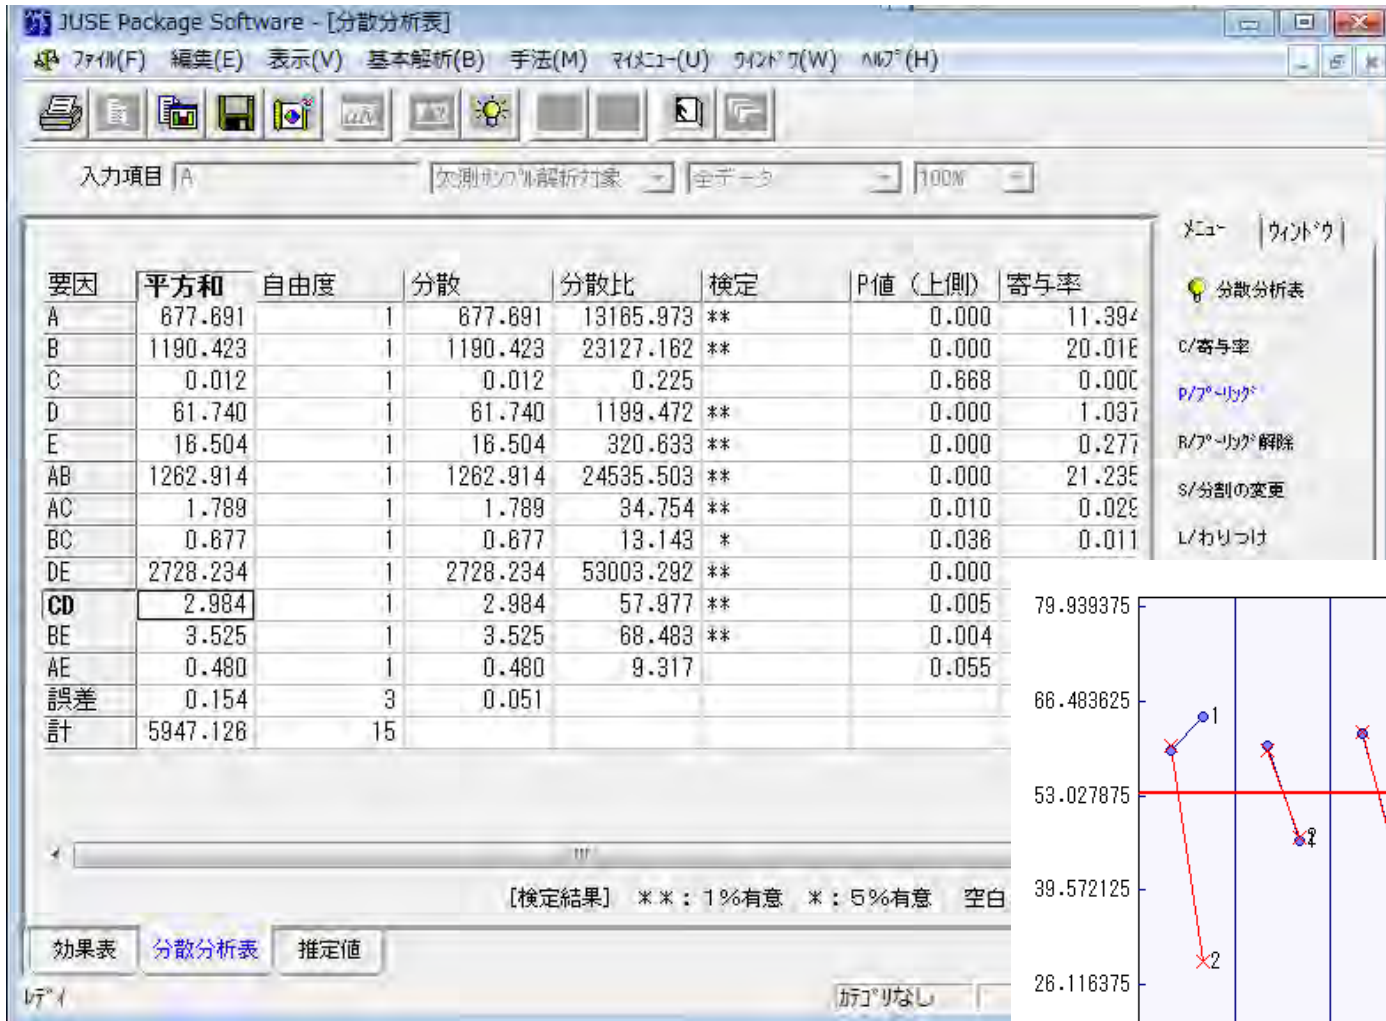 JUSE Package Software - [分散分析表]
ﾌｧｲﾙ(F) 編集(E) 表示(V) 基本解析(B) 手法(M) ﾏｲﾒﾆｭｰ(U) ｳｲﾝﾄﾞｳ(W) ﾍﾙﾌﾟ(H)
入力項目 A 欠測ｻﾝﾌﾟﾙ解析対象 全データ 100%
ﾒﾆｭｰ ｳｨﾝﾄﾞｳ
要因 平方和 自由度 分散 分散比 検定 P値 (上側) 寄与率
A 677.691 1 677.691 13165.973 ** 0.000 11.394
B 1190.423 1 1190.423 23127.162 ** 0.000 20.016
C 0.012 1 0.012 0.225 0.668 0.000
D 61.740 1 61.740 1199.472 ** 0.000 1.037
E 16.504 1 16.504 320.633 ** 0.000 0.277
AB 1262.914 1 1262.914 24535.503 ** 0.000 21.235
AC 1.789 1 1.789 34.754 ** 0.010 0.029
BC 0.677 1 0.677 13.143 * 0.036 0.011
DE 2728.234 1 2728.234 53003.292 ** 0.000
CD 2.984 1 2.984 57.977 ** 0.005
BE 3.525 1 3.525 68.483 ** 0.004
AE 0.480 1 0.480 9.317 0.055
誤差 0.154 3 0.051
計 5947.126 15
分散分析表
C/寄与率
P/ﾌﾟｰﾘﾝｸﾞ
R/ﾌﾟｰﾘﾝｸﾞ解除
S/分割の変更
L/わりつけ
[検定結果] **:1%有意 *:5%有意 空白
効果表 分散分析表 推定値
ﾚﾃﾞｨ ｶﾃｺﾞﾘなし
79.939375
66.483625
53.027875
39.572125
26.116375
1
2
2